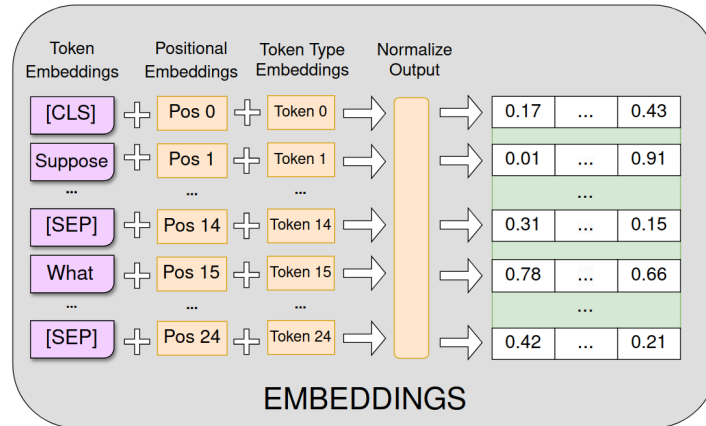 Token Embeddings
Positional Embeddings
Token Type Embeddings
Normalize Output
[CLS] + Pos 0 + Token 0 0.17 ... 0.43
Suppose + Pos 1 + Token 1 0.01 ... 0.91
... ... ... ...
[SEP] + Pos 14 + Token 14 0.31 ... 0.15
What + Pos 15 + Token 15 0.78 ... 0.66
... ... ... ...
[SEP] + Pos 24 + Token 24 0.42 ... 0.21
EMBEDDINGS